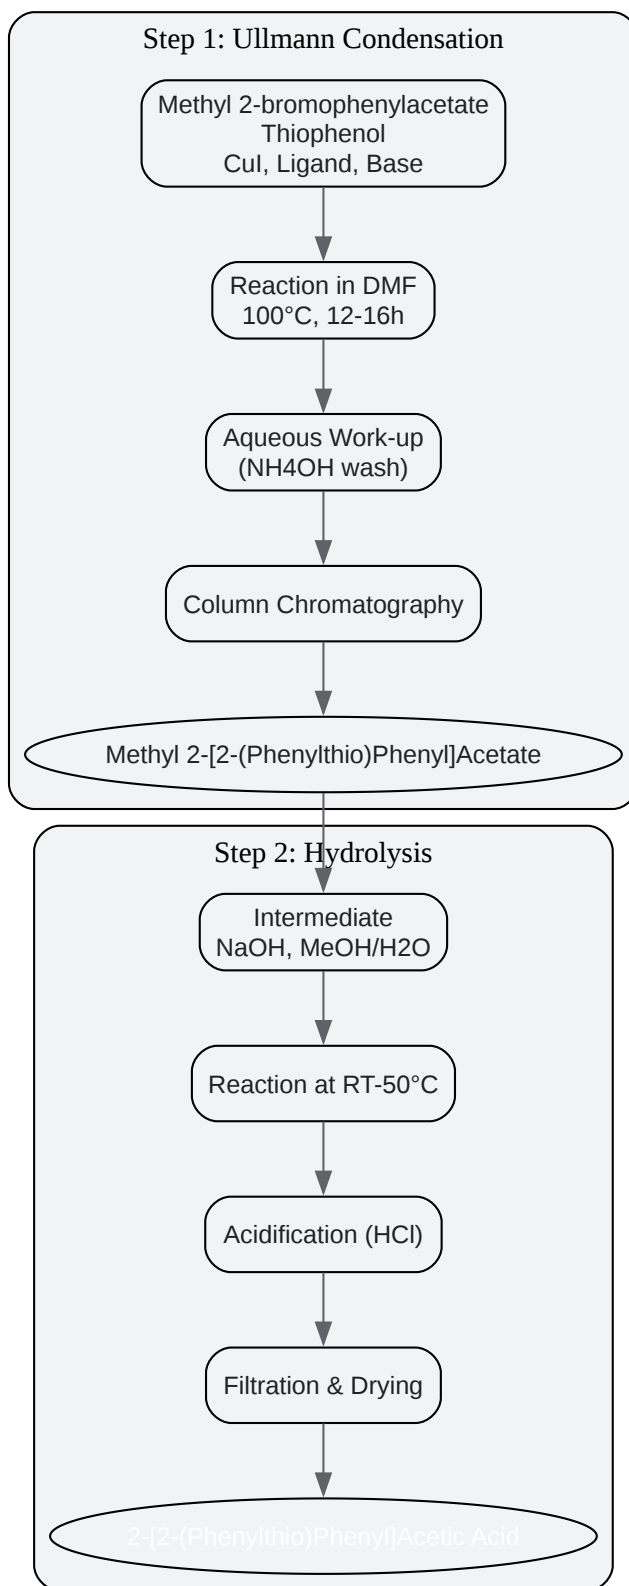 Step 1: Ullmann Condensation
Methyl 2-bromophenylacetate
Thiophenol
CuI, Ligand, Base
Reaction in DMF
100°C, 12-16h
Aqueous Work-up
(NH4OH wash)
Column Chromatography
Methyl 2-[2-(Phenylthio)Phenyl]Acetate
Step 2: Hydrolysis
Intermediate
NaOH, MeOH/H2O
Reaction at RT-50°C
Acidification (HCl)
Filtration & Drying
2-[2-(Phenylthio)Phenyl]Acetic Acid